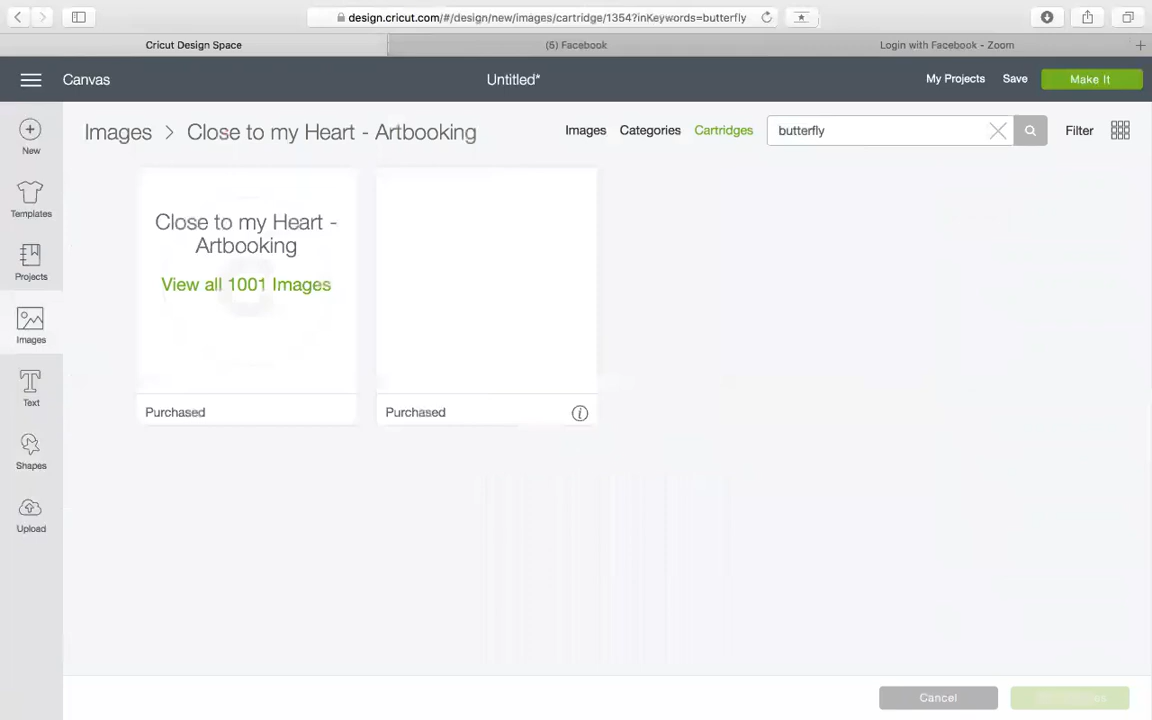 design.cricut.com/#/design/new/images/cartridge/1354?inKeywords=butterfly
Cricut Design Space
(5) Facebook
Login with Facebook - Zoom
Canvas
Untitled*
My Projects
Save
Make It
New
Templates
Projects
Images
Text
Shapes
Upload
Images > Close to my Heart - Artbooking
Images
Categories
Cartridges
butterfly
Filter
Close to my Heart -
Artbooking
View all 1001 Images
Purchased
Purchased
Cancel